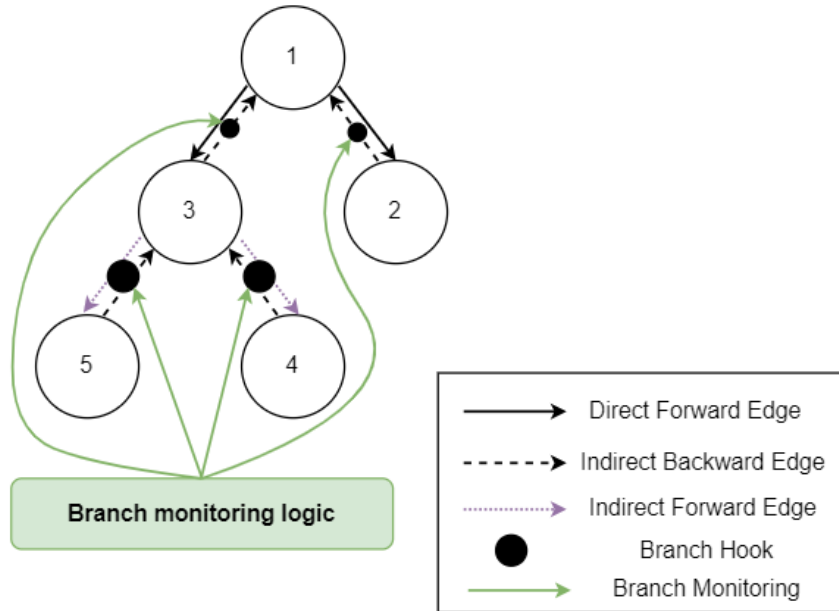 1
3
2
5
4
Branch monitoring logic
Direct Forward Edge
Indirect Backward Edge
Indirect Forward Edge
Branch Hook
Branch Monitoring